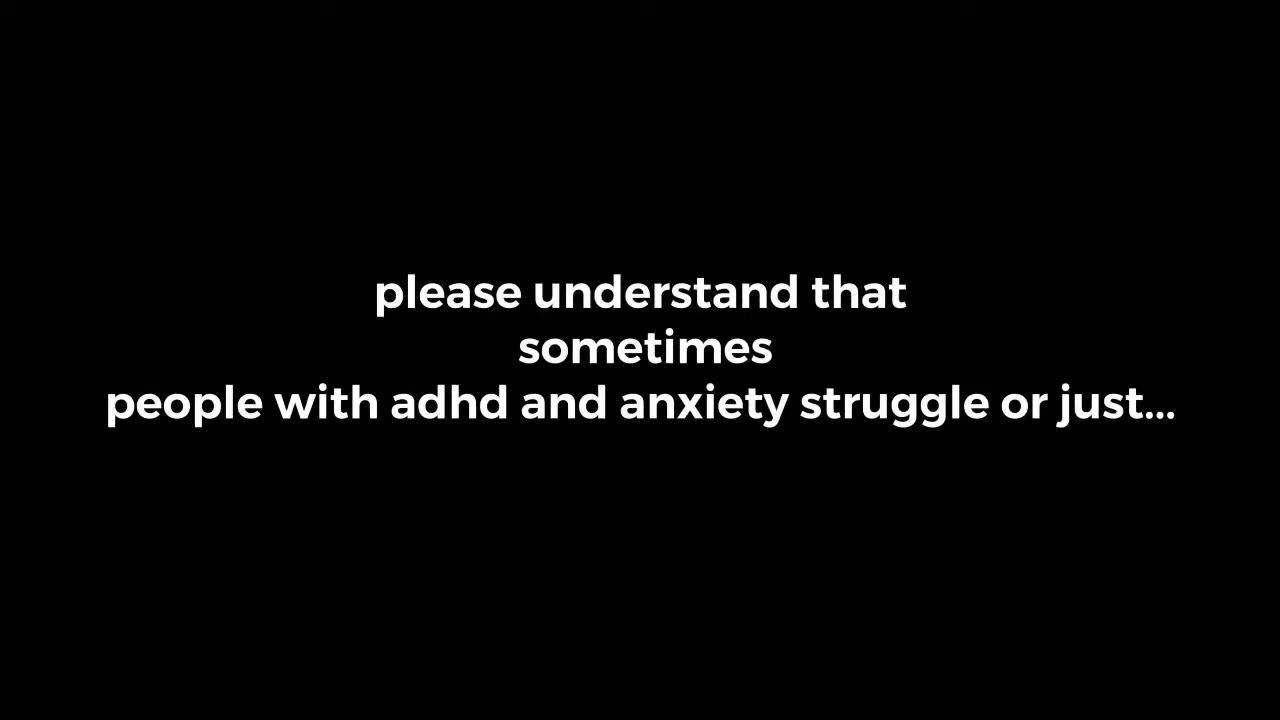 please understand that
sometimes
people with adhd and anxiety struggle or just...